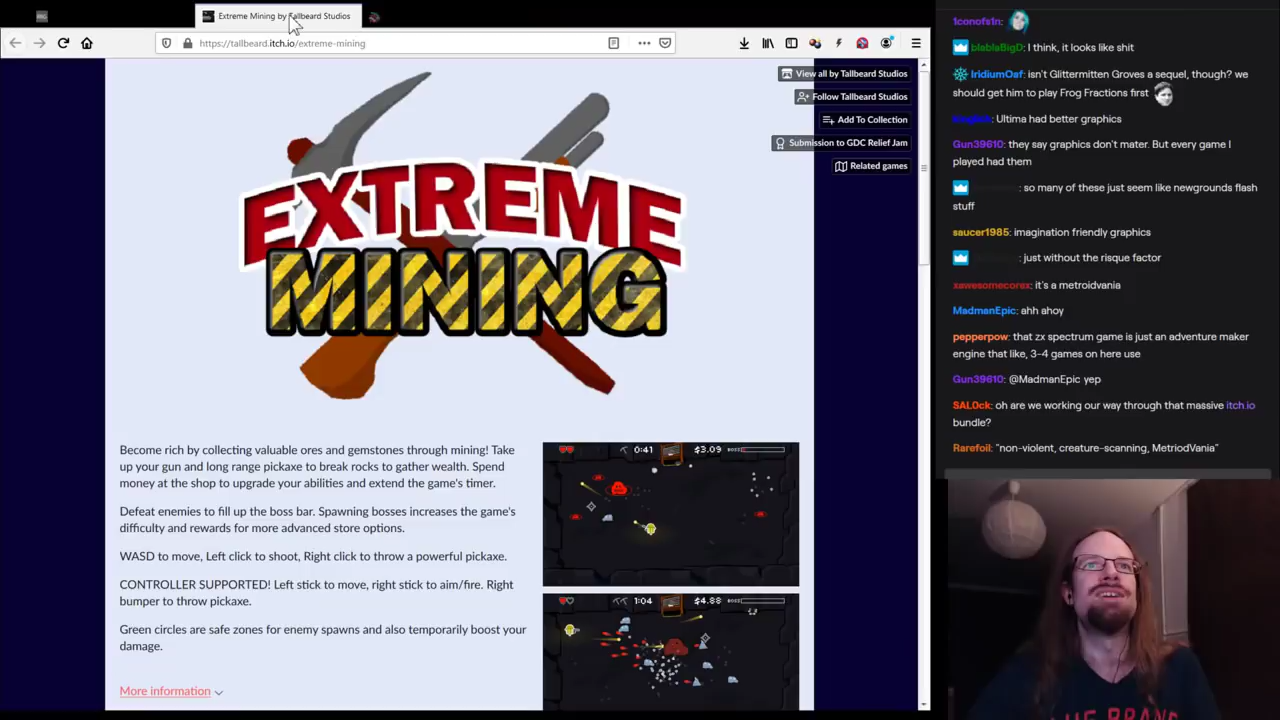 Extreme Mining by Tallbeard Studios
https://tallbeard.itch.io/extreme-mining
View all by Tallbeard Studios
Follow Tallbeard Studios
Add To Collection
Submission to GDC Relief Jam
Related games
EXTREME
MINING
Become rich by collecting valuable ores and gemstones through mining! Take
up your gun and long range pickaxe to break rocks to gather wealth. Spend
money at the shop to upgrade your abilities and extend the game's timer.
Defeat enemies to fill up the boss bar. Spawning bosses increases the game's
difficulty and rewards for more advanced store options.
WASD to move, Left click to shoot, Right click to throw a powerful pickaxe.
CONTROLLER SUPPORTED! Left stick to move, right stick to aim/fire. Right
bumper to throw pickaxe.
Green circles are safe zones for enemy spawns and also temporarily boost your
damage.
More information
0:41 $3.09 BOSS
1:04 $4.88 BOSS
1conofs1n:
blablaBigD: I think, it looks like shit
IridiumOaf: isn't Glittermitten Groves a sequel, though? we
should get him to play Frog Fractions first
: Ultima had better graphics
Gun39610: they say graphics don't mater. But every game I
played had them
: so many of these just seem like newgrounds flash
stuff
saucer1985: imagination friendly graphics
: just without the risque factor
xawesomecorex: it's a metroidvania
MadmanEpic: ahh ahoy
pepperpow: that zx spectrum game is just an adventure maker
engine that like, 3-4 games on here use
Gun39610: @MadmanEpic yep
SAL0ck: oh are we working our way through that massive itch.io
bundle?
Rarefoil: "non-violent, creature-scanning, MetriodVania"